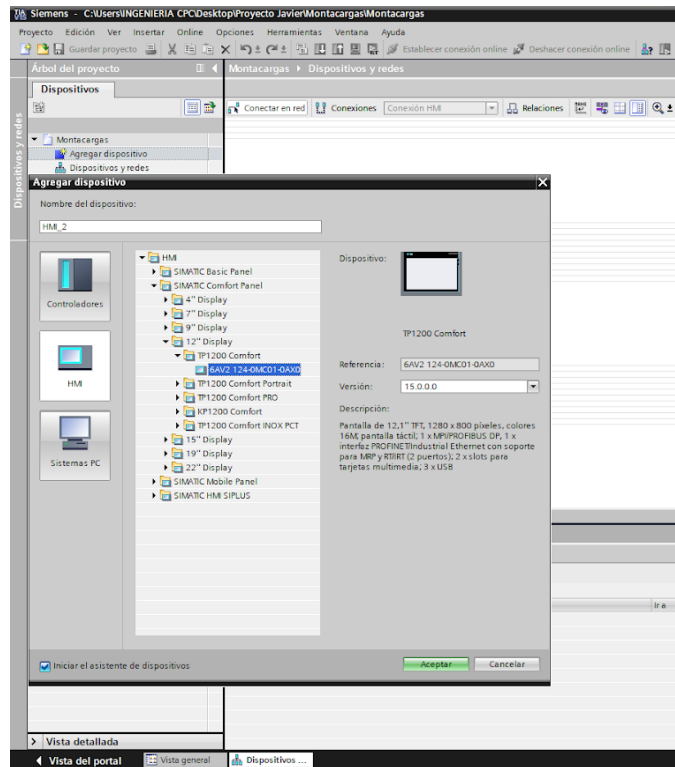 Siemens - C:\Users\INGENIERIA CPC\Desktop\Proyecto Javier\Montacargas\Montacargas
Proyecto Edición Ver Insertar Online Opciones Herramientas Ventana Ayuda
Guardar proyecto Establecer conexión online Deshacer conexión online
Árbol del proyecto
Montacargas Dispositivos y redes
Dispositivos
Conectar en red Conexiones Conexión HMI Relaciones
Dispositivos y redes
Montacargas
Agregar dispositivo
Dispositivos y redes
Agregar dispositivo
Nombre del dispositivo:
HMI_2
Controladores
HMI
Sistemas PC
HMI
SIMATIC Basic Panel
SIMATIC Comfort Panel
4" Display
7" Display
9" Display
12" Display
TP1200 Comfort
6AV2 124-0MC01-0AX0
TP1200 Comfort Portrait
TP1200 Comfort PRO
KP1200 Comfort
TP1200 Comfort INOX PCT
15" Display
19" Display
22" Display
SIMATIC Mobile Panel
SIMATIC HMI SIPLUS
Dispositivo:
TP1200 Comfort
Referencia: 6AV2 124-0MC01-0AX0
Versión: 15.0.0.0
Descripción:
Pantalla de 12,1" TFT, 1280 x 800 píxeles, colores
16M; pantalla táctil; 1 x MPI/PROFIBUS DP, 1 x
interfaz PROFINET/Industrial Ethernet con soporte
para MRP y RT/IRT (2 puertos); 2 x slots para
tarjetas multimedia; 3 x USB
Ir a
Iniciar el asistente de dispositivos
Aceptar Cancelar
Vista detallada
Vista del portal Vista general Dispositivos ...